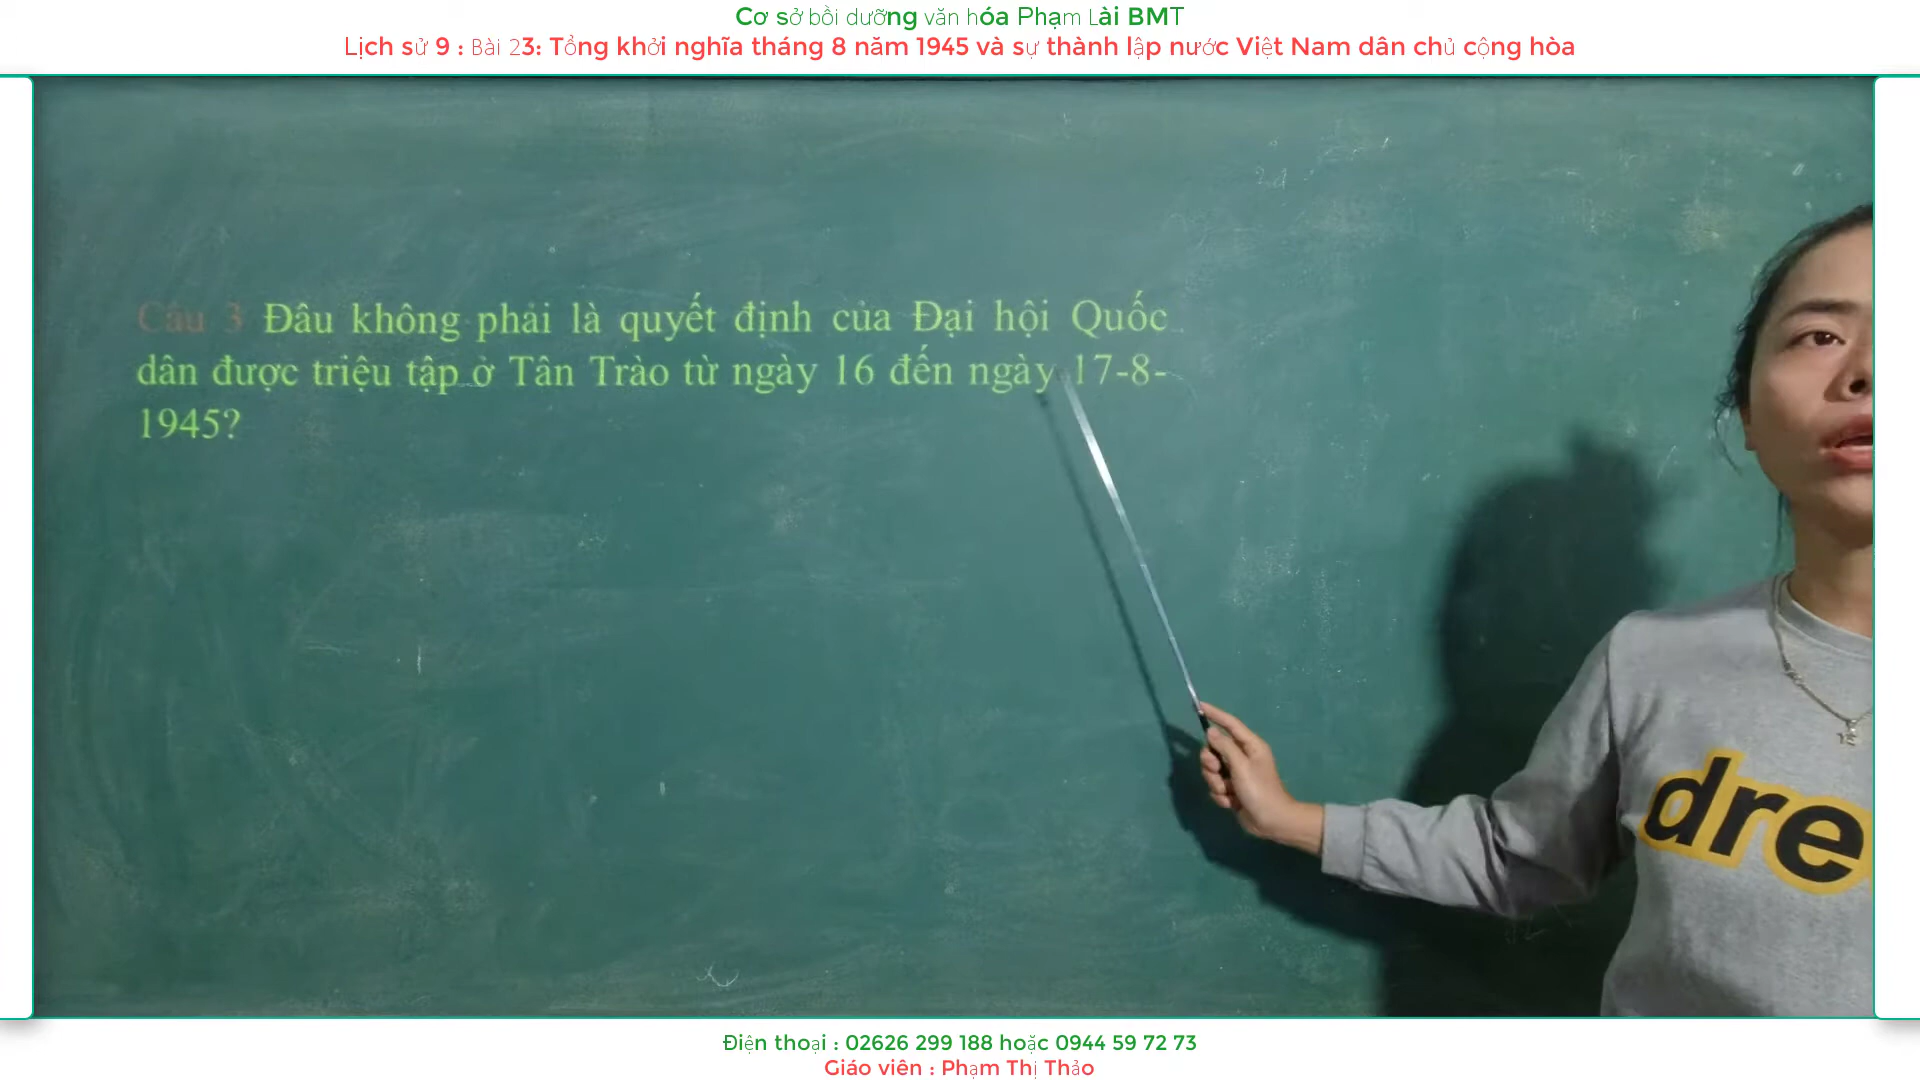 Cơ sở bồi dưỡng văn hóa Phạm Lài BMT
Lịch sử 9 : Bài 23: Tổng khởi nghĩa tháng 8 năm 1945 và sự thành lập nước Việt Nam dân chủ cộng hòa
Câu 3 Đâu không phải là quyết định của Đại hội Quốc
dân được triệu tập ở Tân Trào từ ngày 16 đến ngày 17-8-
1945?
dre
Điện thoại : 02626 299 188 hoặc 0944 59 72 73
Giáo viên : Phạm Thị Thảo